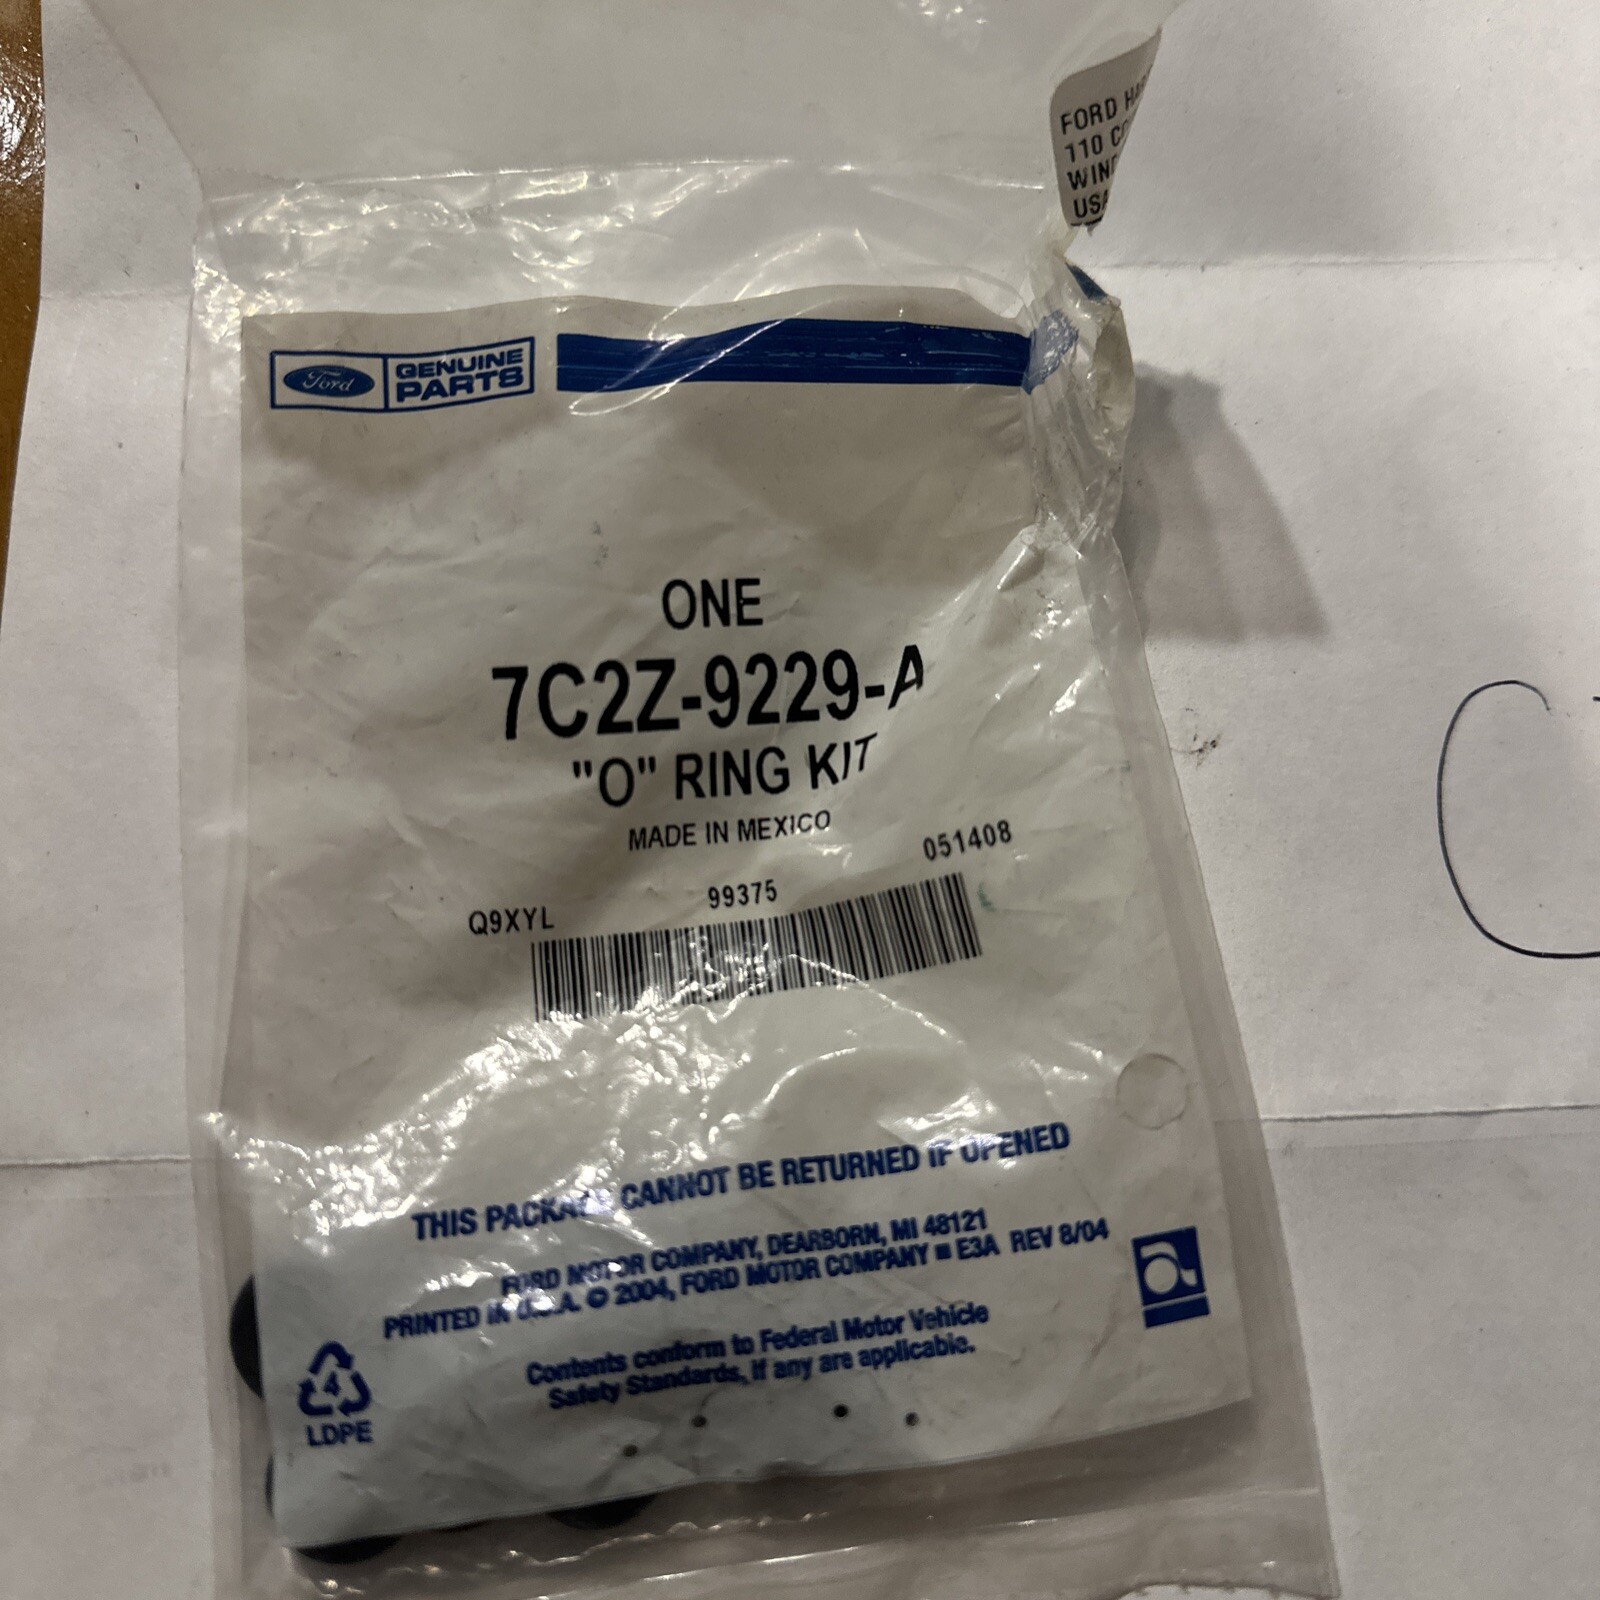 FORD
110
USA
Ford
GENUINE
PARTS
ONE
7C2Z-9229-A
"O" RING KIT
MADE IN MEXICO
051408
99375
Q9XYL
THIS PACKAGE CANNOT BE RETURNED IF OPENED
FORD MOTOR COMPANY, DEARBORN, MI 48121
PRINTED IN U.S.A. © 2004, FORD MOTOR COMPANY ■ E3A REV 8/04
Contents conform to Federal Motor Vehicle
Safety Standards, if any are applicable.
4
LDPE